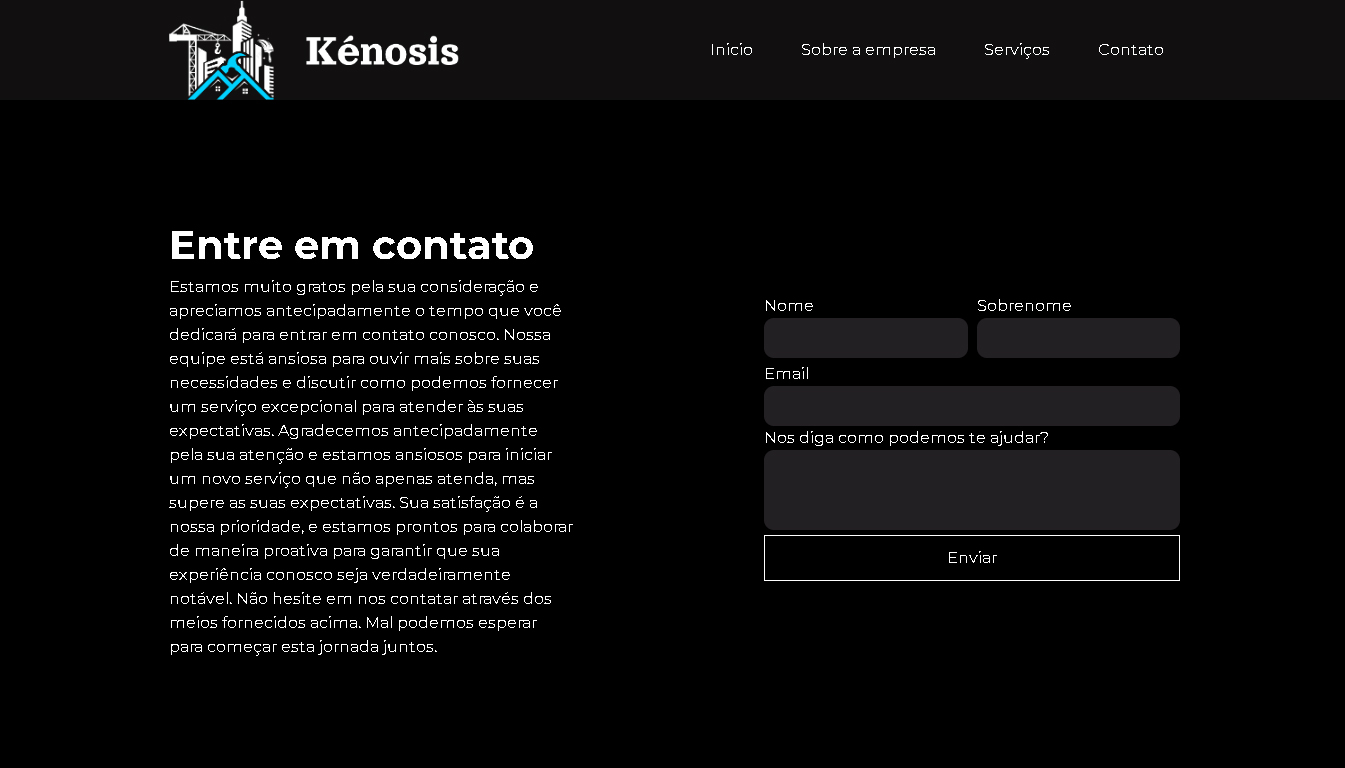 Kénosis
Inicio
Sobre a empresa
Serviços
Contato
Entre em contato
Estamos muito gratos pela sua consideração e
apreciamos antecipadamente o tempo que você
dedicará para entrar em contato conosco. Nossa
equipe está ansiosa para ouvir mais sobre suas
necessidades e discutir como podemos fornecer
um serviço excepcional para atender às suas
expectativas. Agradecemos antecipadamente
pela sua atenção e estamos ansiosos para iniciar
um novo serviço que não apenas atenda, mas
supere as suas expectativas. Sua satisfação é a
nossa prioridade, e estamos prontos para colaborar
de maneira proativa para garantir que sua
experiência conosco seja verdadeiramente
notável. Não hesite em nos contatar através dos
meios fornecidos acima. Mal podemos esperar
para começar esta jornada juntos.
Nome
Sobrenome
Email
Nos diga como podemos te ajudar?
Enviar